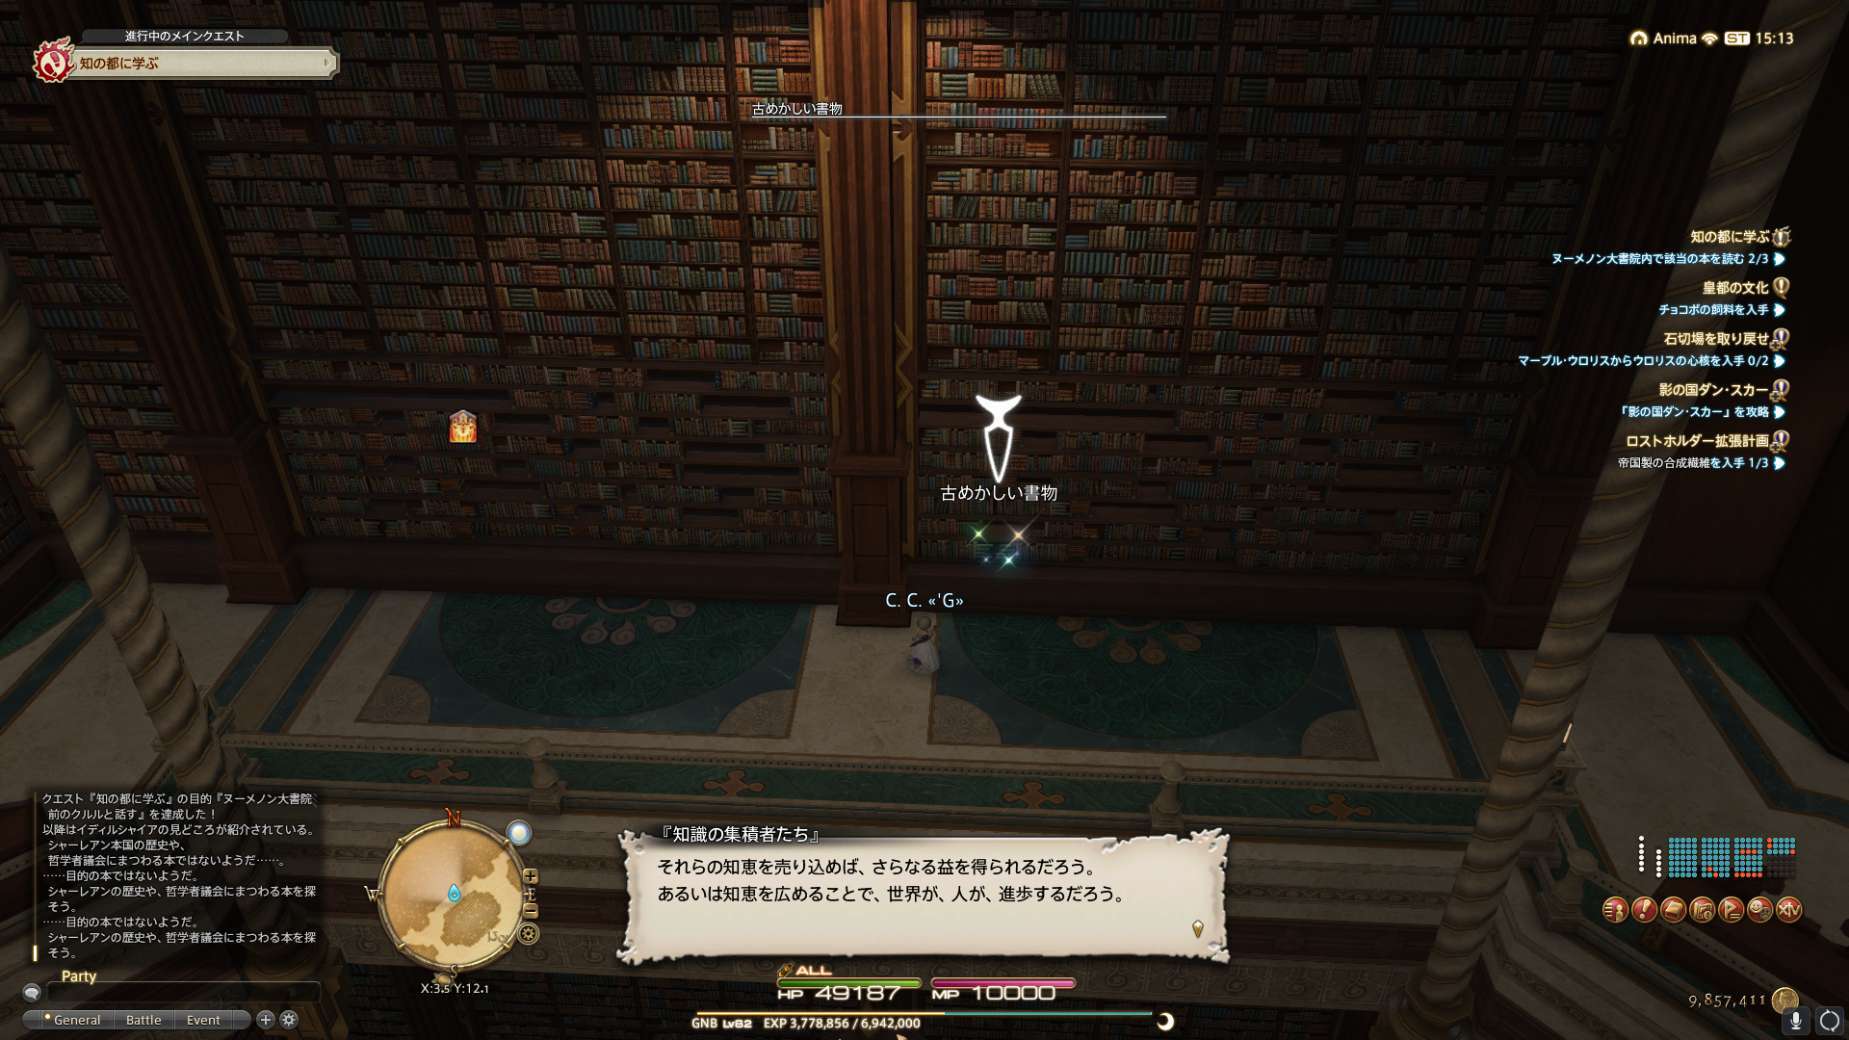 進行中のメインクエスト
知の都に学ぶ
古めかしい書物
Anima ST 15:13
知の都に学ぶ
ヌーメノン大書院内で該当の本を読む 2/3
皇都の文化
チョコボの飼料を入手
石切場を取り戻せ
マーブル・ウロリスからウロリスの心核を入手 0/2
影の国ダン・スカー
『影の国ダン・スカー』を攻略
ロストホルダー拡張計画
帝国製の合成繊維を入手 1/3
古めかしい書物
C. C. «'G»
クエスト『知の都に学ぶ』の目的『ヌーメノン大書院
前のクルルと話す』を達成した！
以降はイディルシャイアの見どころが紹介されている。
シャーレアン本国の歴史や、
哲学者議会にまつわる本ではないようだ……。
……目的の本ではないようだ。
シャーレアンの歴史や、哲学者議会にまつわる本を探
そう。
……目的の本ではないようだ。
シャーレアンの歴史や、哲学者議会にまつわる本を探
そう。
Party
General Battle Event
N
W
E
S
X:3.5 Y:12.1
『知識の集積者たち』
それらの知恵を売り込めば、さらなる益を得られるだろう。
あるいは知恵を広めることで、世界が、人が、進歩するだろう。
ALL
HP 49187 MP 10000
GNB Lv82 EXP 3,778,856 / 6,942,000
XIV
9,857,411